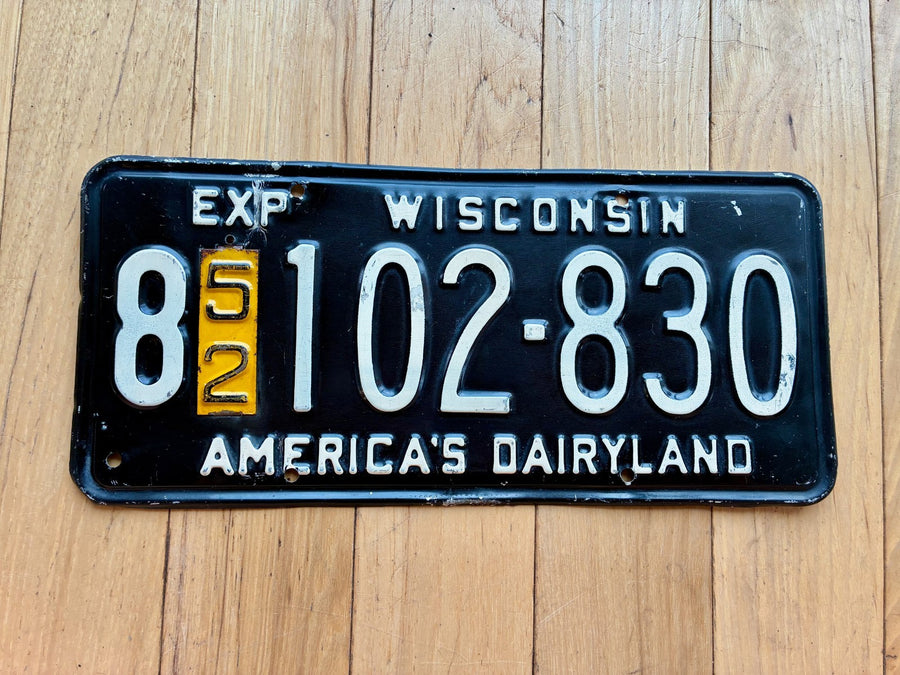 EXP WISCONSIN
8 52 102-830
AMERICA'S DAIRYLAND